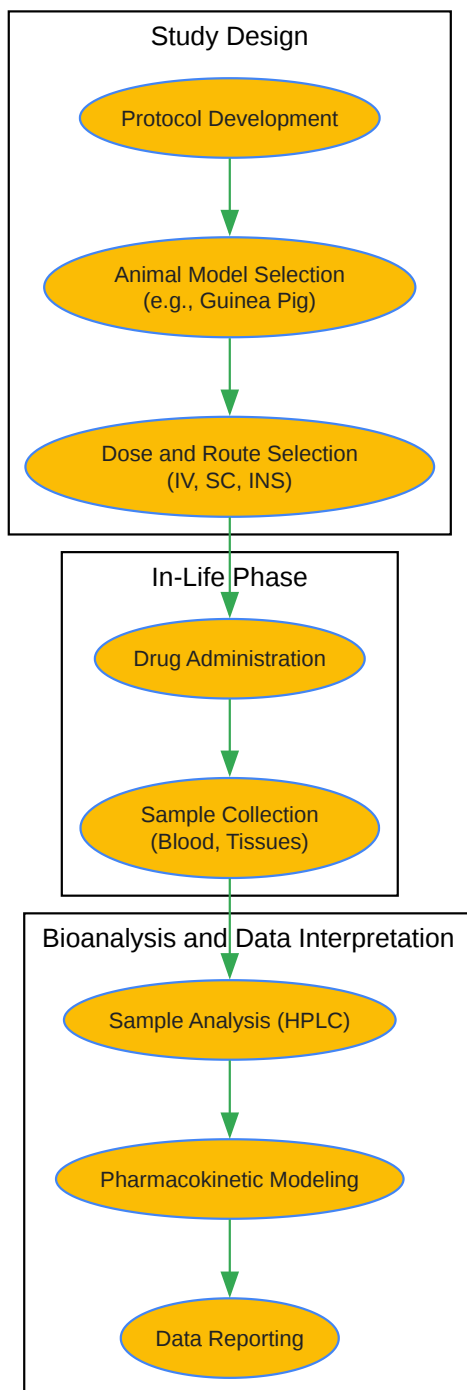 Study Design
Protocol Development
Animal Model Selection
(e.g., Guinea Pig)
Dose and Route Selection
(IV, SC, INS)
In-Life Phase
Drug Administration
Sample Collection
(Blood, Tissues)
Bioanalysis and Data Interpretation
Sample Analysis (HPLC)
Pharmacokinetic Modeling
Data Reporting